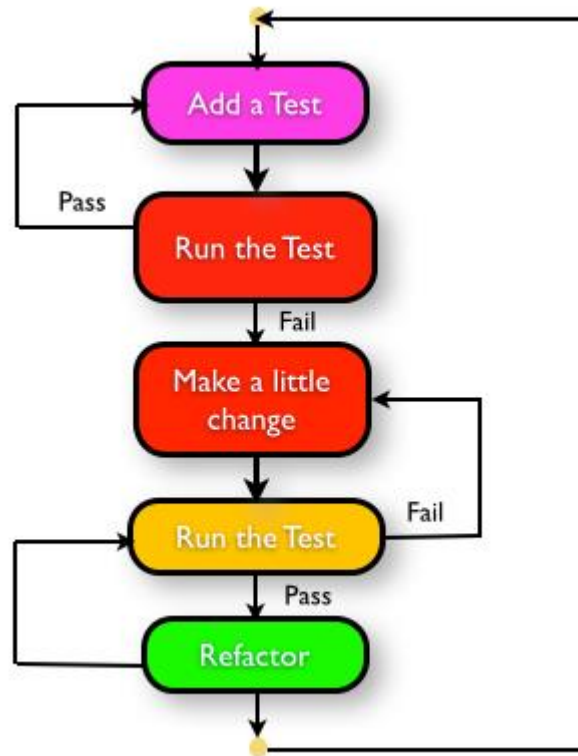 Add a Test
Pass
Run the Test
Fail
Make a little
change
Run the Test
Fail
Pass
Refactor